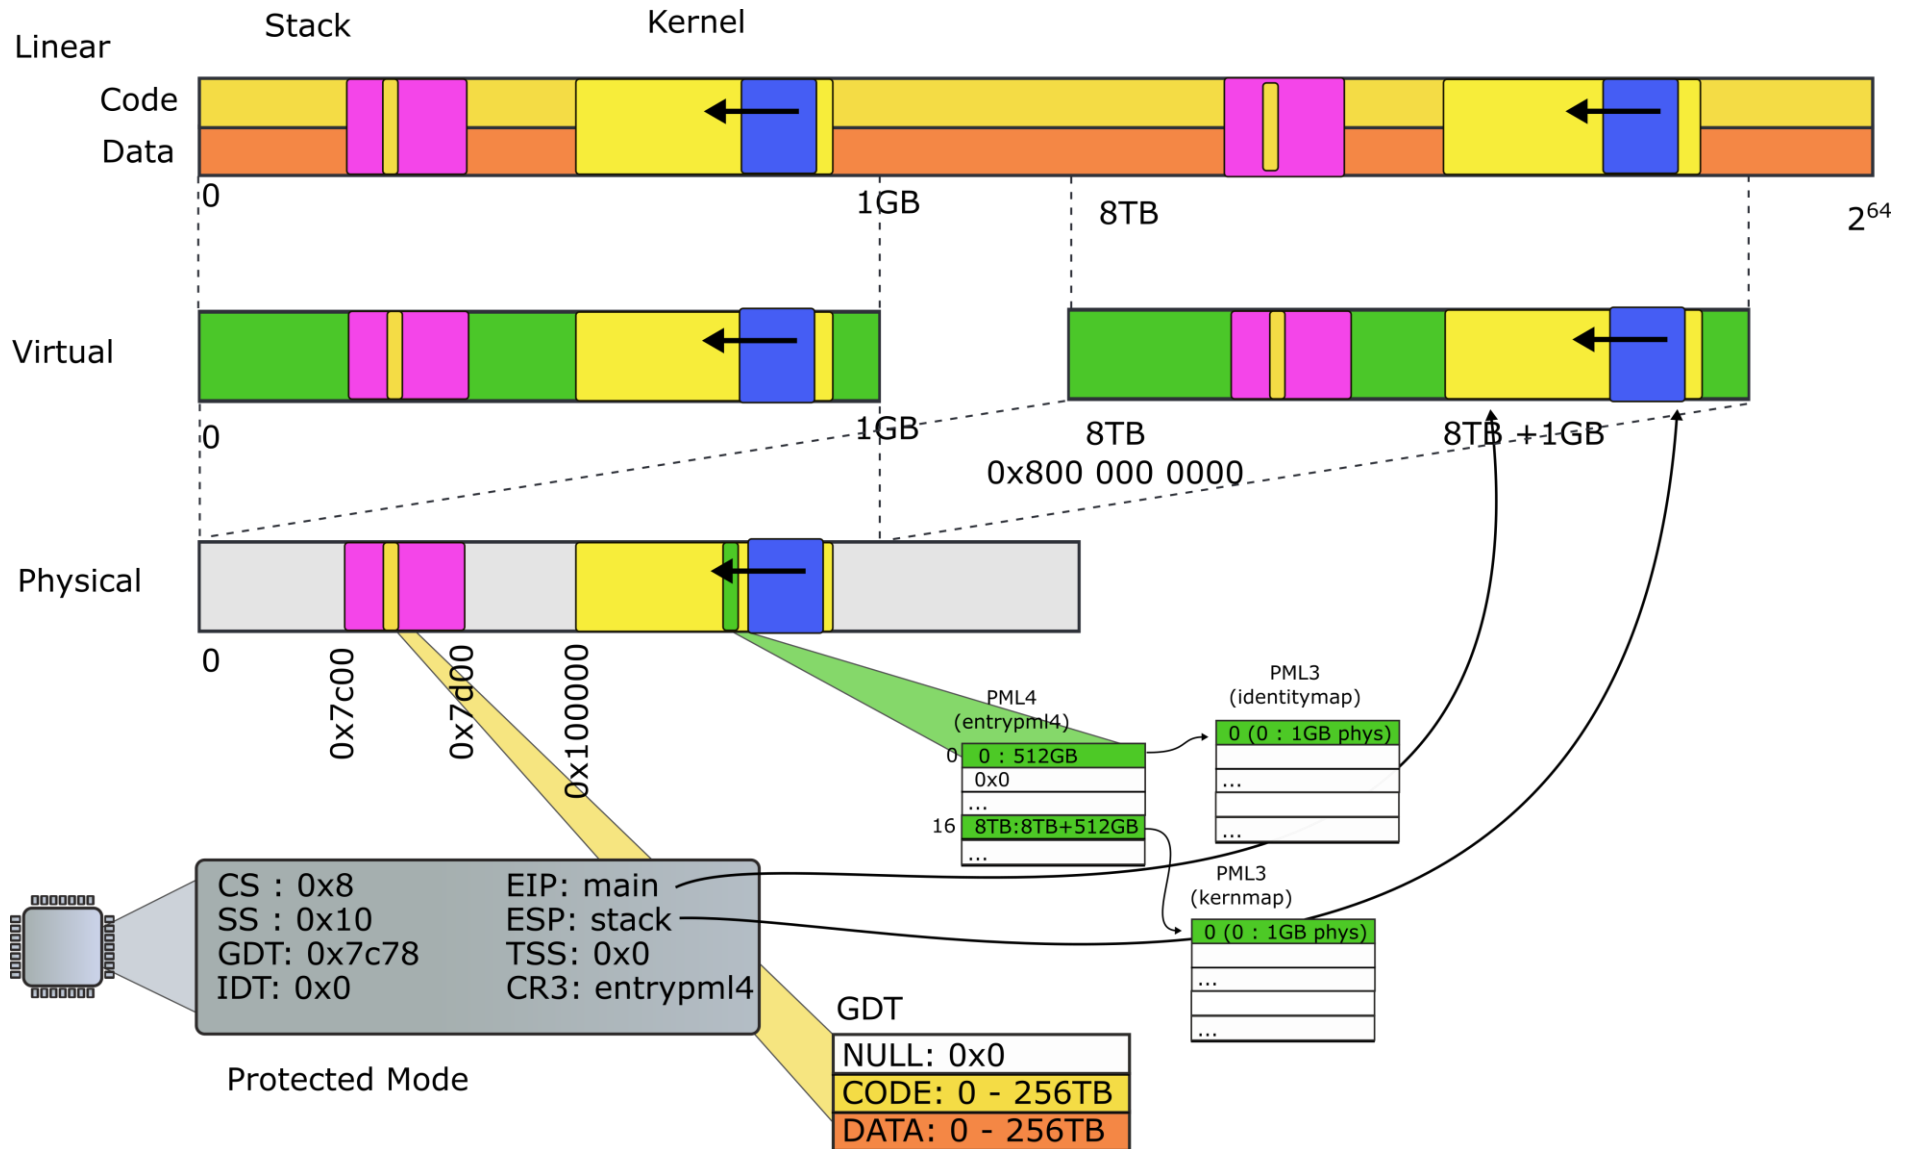 Stack
Kernel
Linear
Code
Data
0
1GB
8TB
2^64
Virtual
0
1GB
8TB
8TB +1GB
0x800 000 0000
Physical
0
0x7c00
0x7d00
0x100000
PML4
(entrypml4)
0
0 : 512GB
0x0
...
16
8TB:8TB+512GB
...
PML3
(identitymap)
0 (0 : 1GB phys)
...
...
PML3
(kernmap)
0 (0 : 1GB phys)
...
...
CS : 0x8
SS : 0x10
GDT: 0x7c78
IDT: 0x0
EIP: main
ESP: stack
TSS: 0x0
CR3: entrypml4
Protected Mode
GDT
NULL: 0x0
CODE: 0 - 256TB
DATA: 0 - 256TB